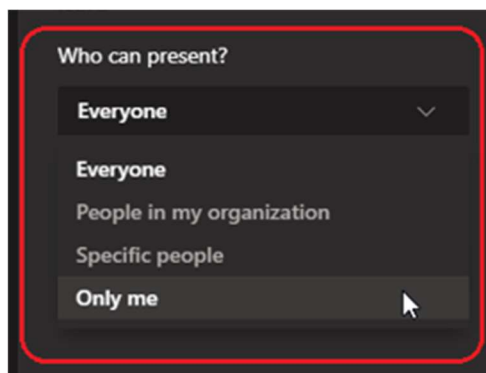 Who can present?
Everyone
Everyone
People in my organization
Specific people
Only me